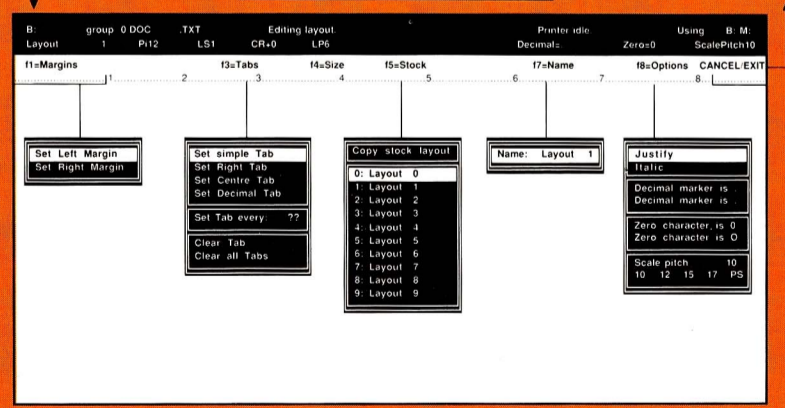 B: group 0 DOC .TXT Editing layout. Printer idle. Using B: M:
Layout 1 Pi12 LS1 CR+0 LP6 Decimal=. Zero=0 ScalePitch10
f1=Margins f3=Tabs f4=Size f5=Stock f7=Name f8=Options CANCEL/EXIT
1 2 3 4 5 6 7 8
Set Left Margin
Set Right Margin
Set simple Tab
Set Right Tab
Set Centre Tab
Set Decimal Tab
Set Tab every: ??
Clear Tab
Clear all Tabs
Copy stock layout
0: Layout 0
1: Layout 1
2: Layout 2
3: Layout 3
4: Layout 4
5: Layout 5
6: Layout 6
7: Layout 7
8: Layout 8
9: Layout 9
Name: Layout 1
Justify
Italic
Decimal marker is .
Decimal marker is ,
Zero character is 0
Zero character is O
Scale pitch 10
10 12 15 17 PS